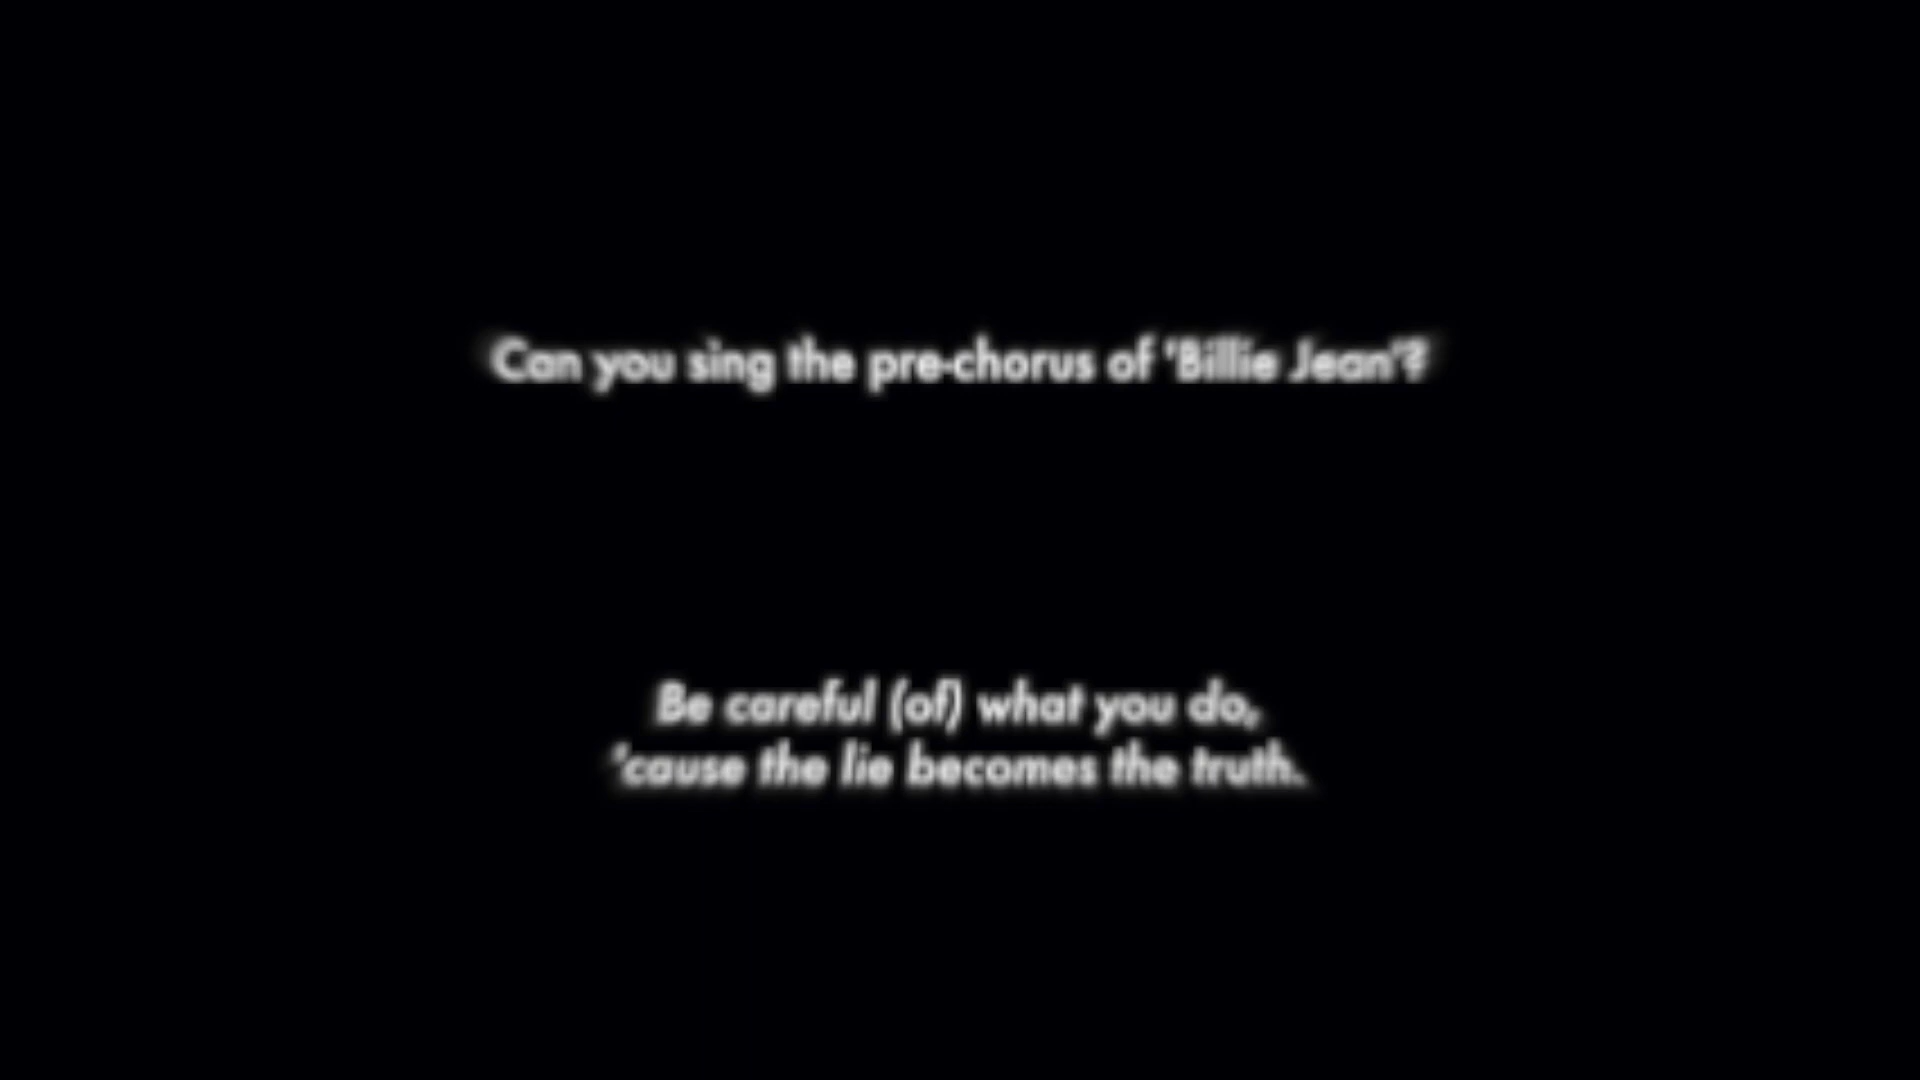 Can you sing the pre-chorus of 'Billie Jean'?
Be careful (of) what you do,
'cause the lie becomes the truth.